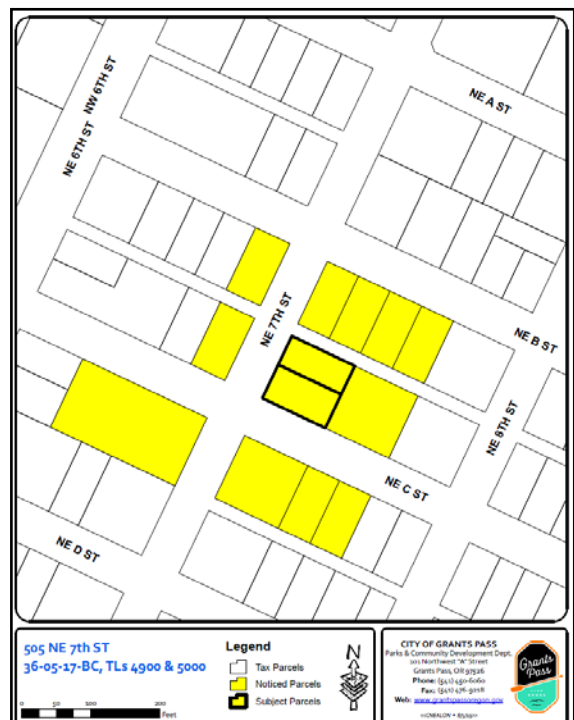 NE A ST
NW 6TH ST
NE 6TH ST
NE 7TH ST
NE B ST
NE 8TH ST
NE C ST
NE D ST
505 NE 7th ST
36-05-17-BC, TLs 4900 & 5000
0 50 100 200
Feet
Legend
Tax Parcels
Noticed Parcels
Subject Parcels
N
CITY OF GRANTS PASS
Parks & Community Development Dept.
101 Northwest "A" Street
Grants Pass, OR 97526
Phone: (541) 450-6060
Fax: (541) 476-9218
Web: www.grantspassoregon.gov
Grants
Pass